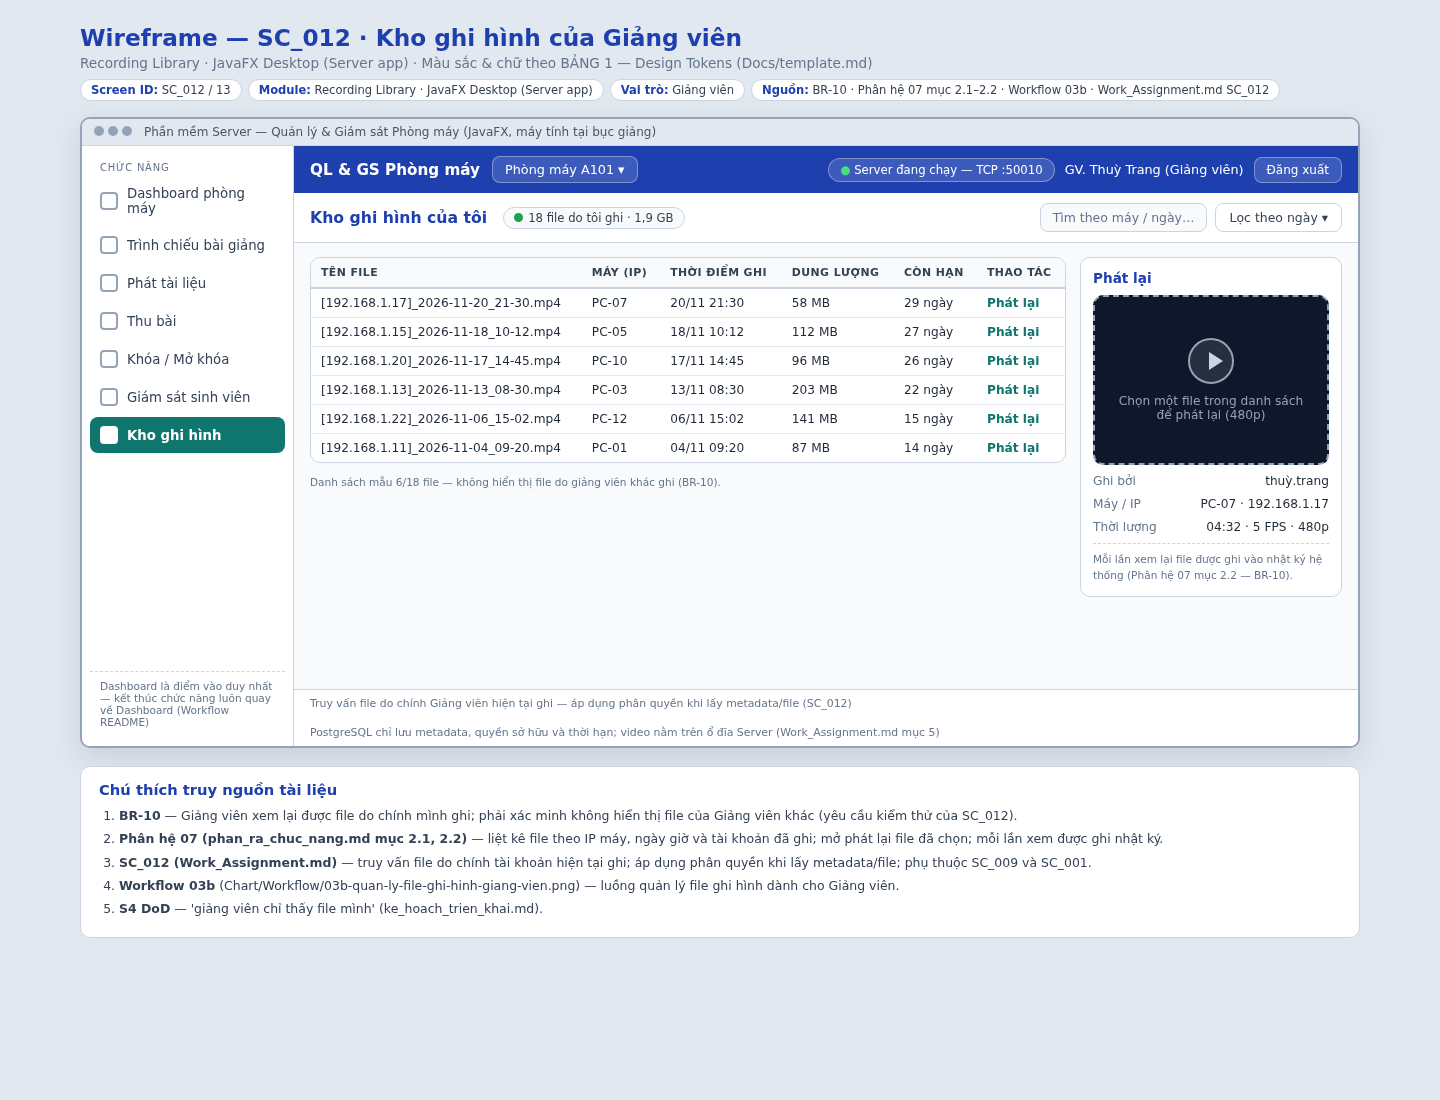 Wireframe — SC_012 · Kho ghi hình của Giảng viên
Recording Library · JavaFX Desktop (Server app) · Màu sắc & chữ theo BẢNG 1 — Design Tokens (Docs/template.md)
Screen ID: SC_012 / 13
Module: Recording Library · JavaFX Desktop (Server app)
Vai trò: Giảng viên
Nguồn: BR-10 · Phân hệ 07 mục 2.1–2.2 · Workflow 03b · Work_Assignment.md SC_012
Phần mềm Server — Quản lý & Giám sát Phòng máy (JavaFX, máy tính tại bục giảng)
CHỨC NĂNG
Dashboard phòng
máy
Trình chiếu bài giảng
Phát tài liệu
Thu bài
Khóa / Mở khóa
Giám sát sinh viên
Kho ghi hình
Dashboard là điểm vào duy nhất
— kết thúc chức năng luôn quay
về Dashboard (Workflow
README)
QL & GS Phòng máy
Phòng máy A101 ▾
Server đang chạy — TCP :50010
GV. Thuỳ Trang (Giảng viên)
Đăng xuất
Kho ghi hình của tôi
18 file do tôi ghi · 1,9 GB
Tìm theo máy / ngày…
Lọc theo ngày ▾
TÊN FILE MÁY (IP) THỜI ĐIỂM GHI DUNG LƯỢNG CÒN HẠN THAO TÁC
[192.168.1.17]_2026-11-20_21-30.mp4 PC-07 20/11 21:30 58 MB 29 ngày Phát lại
[192.168.1.15]_2026-11-18_10-12.mp4 PC-05 18/11 10:12 112 MB 27 ngày Phát lại
[192.168.1.20]_2026-11-17_14-45.mp4 PC-10 17/11 14:45 96 MB 26 ngày Phát lại
[192.168.1.13]_2026-11-13_08-30.mp4 PC-03 13/11 08:30 203 MB 22 ngày Phát lại
[192.168.1.22]_2026-11-06_15-02.mp4 PC-12 06/11 15:02 141 MB 15 ngày Phát lại
[192.168.1.11]_2026-11-04_09-20.mp4 PC-01 04/11 09:20 87 MB 14 ngày Phát lại
Danh sách mẫu 6/18 file — không hiển thị file do giảng viên khác ghi (BR-10).
Phát lại
Chọn một file trong danh sách
để phát lại (480p)
Ghi bởi thuỳ.trang
Máy / IP PC-07 · 192.168.1.17
Thời lượng 04:32 · 5 FPS · 480p
Mỗi lần xem lại file được ghi vào nhật ký hệ
thống (Phân hệ 07 mục 2.2 — BR-10).
Truy vấn file do chính Giảng viên hiện tại ghi — áp dụng phân quyền khi lấy metadata/file (SC_012)
PostgreSQL chỉ lưu metadata, quyền sở hữu và thời hạn; video nằm trên ổ đĩa Server (Work_Assignment.md mục 5)
Chú thích truy nguồn tài liệu
1. BR-10 — Giảng viên xem lại được file do chính mình ghi; phải xác minh không hiển thị file của Giảng viên khác (yêu cầu kiểm thử của SC_012).
2. Phân hệ 07 (phan_ra_chuc_nang.md mục 2.1, 2.2) — liệt kê file theo IP máy, ngày giờ và tài khoản đã ghi; mở phát lại file đã chọn; mỗi lần xem được ghi nhật ký.
3. SC_012 (Work_Assignment.md) — truy vấn file do chính tài khoản hiện tại ghi; áp dụng phân quyền khi lấy metadata/file; phụ thuộc SC_009 và SC_001.
4. Workflow 03b (Chart/Workflow/03b-quan-ly-file-ghi-hinh-giang-vien.png) — luồng quản lý file ghi hình dành cho Giảng viên.
5. S4 DoD — 'giảng viên chỉ thấy file mình' (ke_hoach_trien_khai.md).